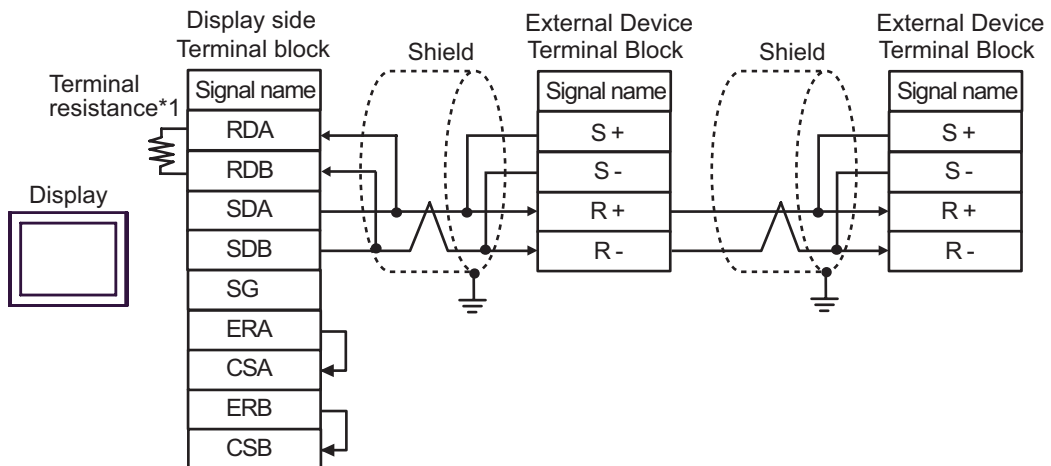 Display side
Terminal block
Shield
External Device
Terminal Block
Shield
External Device
Terminal Block
Terminal
resistance*1
Display
Signal name
RDA
RDB
SDA
SDB
SG
ERA
CSA
ERB
CSB
Signal name
S +
S -
R +
R -
Signal name
S +
S -
R +
R -